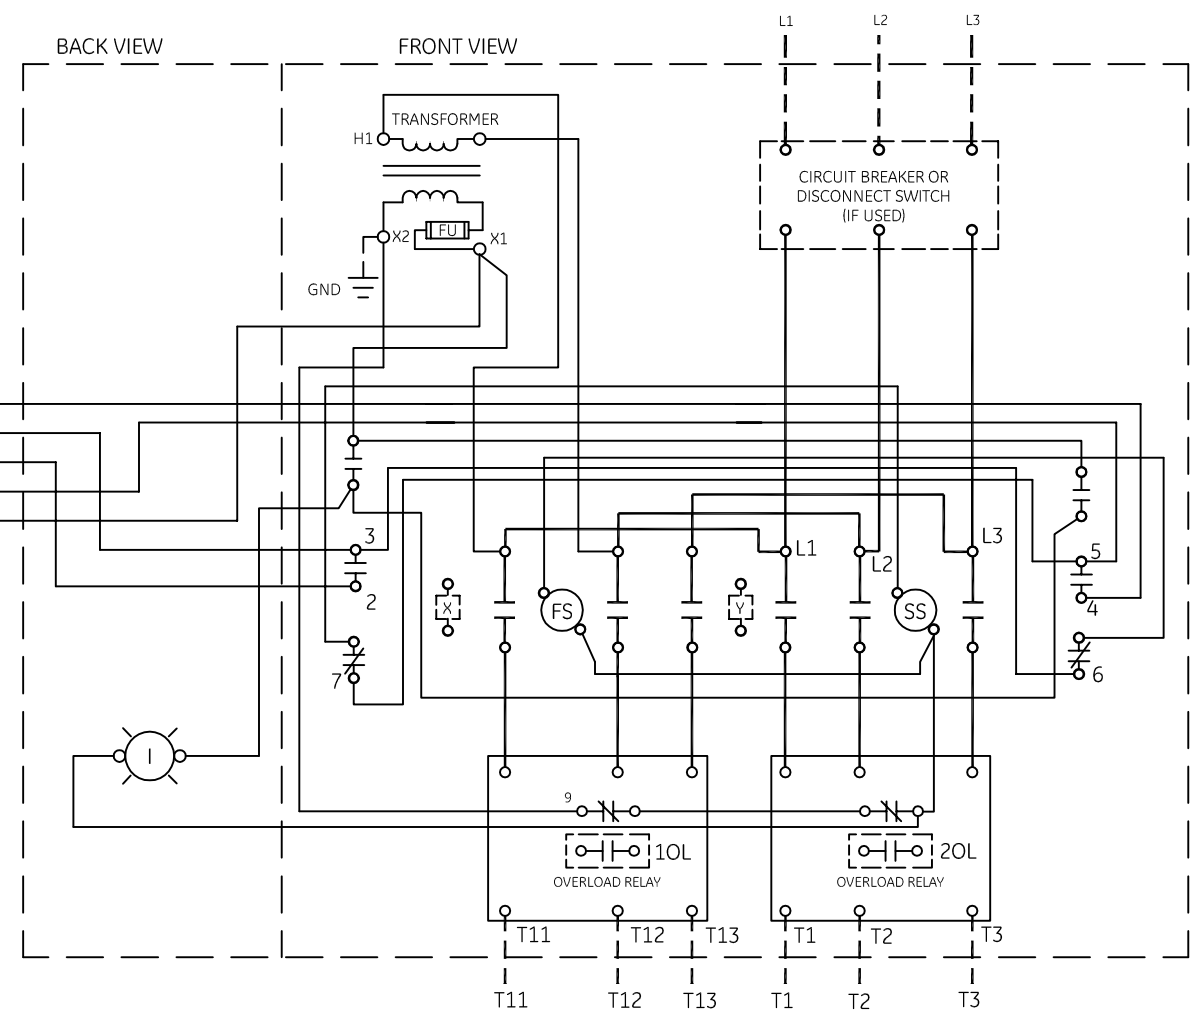 L1 L2 L3
BACK VIEW FRONT VIEW
TRANSFORMER
H1
CIRCUIT BREAKER OR
DISCONNECT SWITCH
(IF USED)
FU
X2 X1
GND
3
L1
L2
L3
5
2
X
FS
Y
SS
4
7
6
I
9
1OL
2OL
OVERLOAD RELAY OVERLOAD RELAY
T11 T12 T13 T1 T2 T3
T11 T12 T13 T1 T2 T3